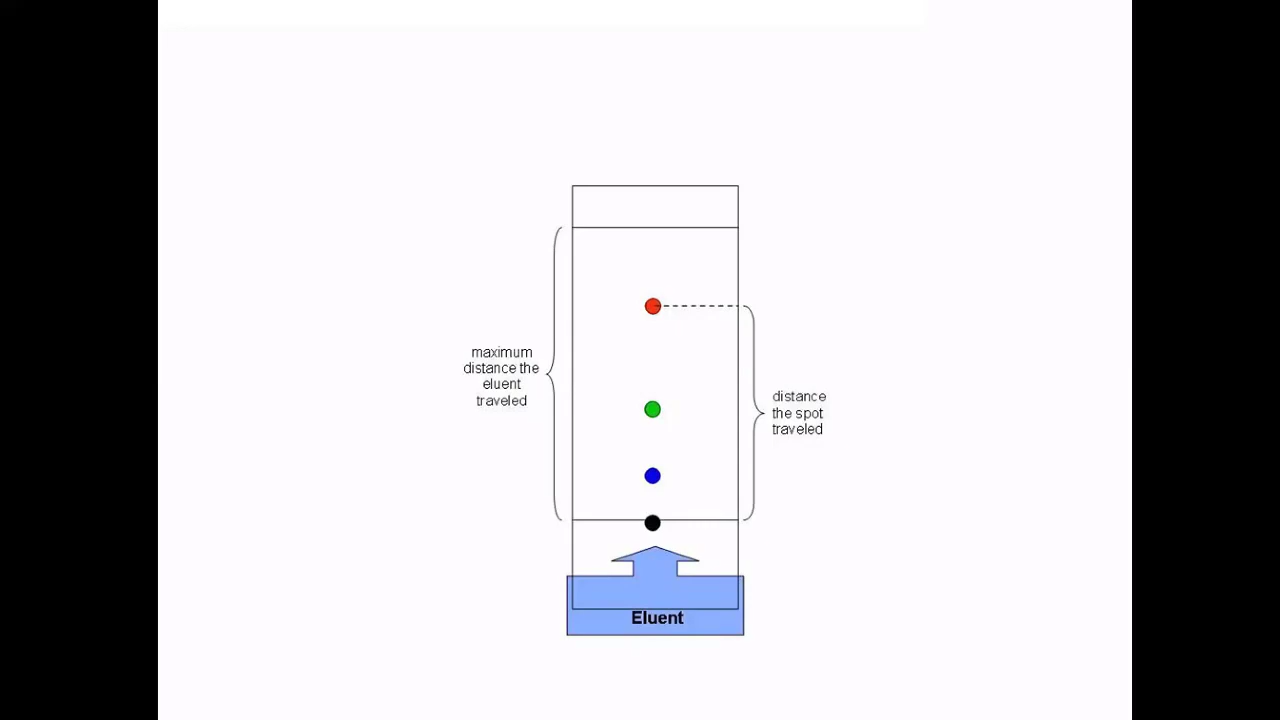 maximum
distance the
eluent
traveled
distance
the spot
traveled
Eluent